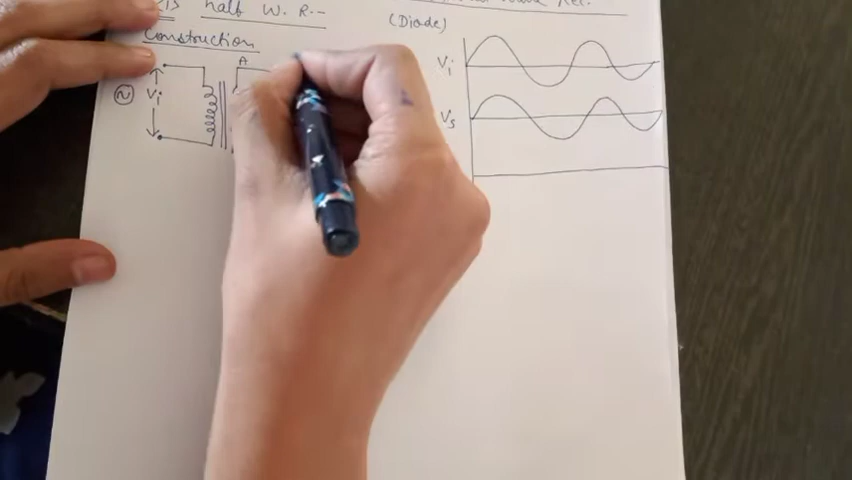 half W. R.-
(Diode)
Construction
A
Vi
~
Vi
Vs